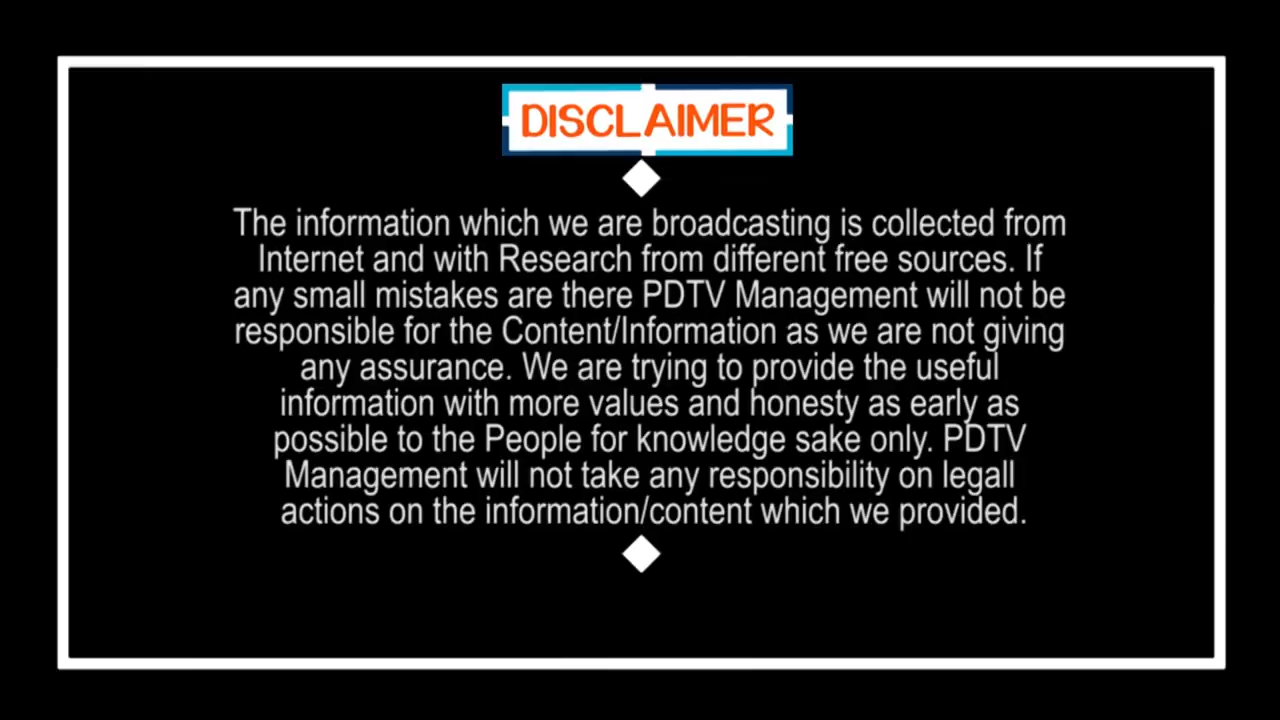 DISCLAIMER
The information which we are broadcasting is collected from
Internet and with Research from different free sources. If
any small mistakes are there PDTV Management will not be
responsible for the Content/Information as we are not giving
any assurance. We are trying to provide the useful
information with more values and honesty as early as
possible to the People for knowledge sake only. PDTV
Management will not take any responsibility on legall
actions on the information/content which we provided.